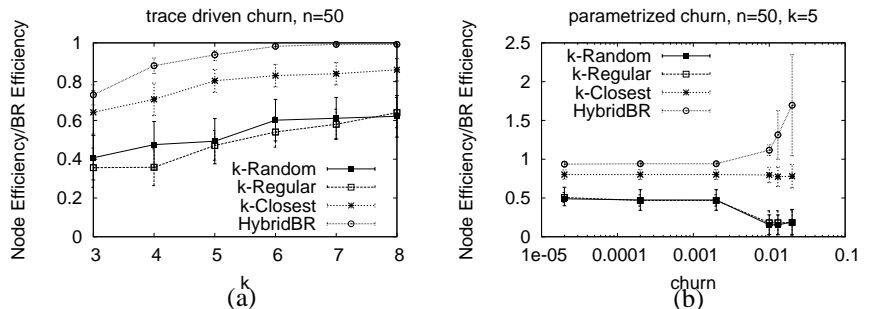 trace driven churn, n=50
Node Efficiency/BR Efficiency
1
0.8
0.6
0.4
0.2
0
k-Random
k-Regular
k-Closest
HybridBR
3 4 5 6 7 8
k
(a)
parametrized churn, n=50, k=5
Node Efficiency/BR Efficiency
2.5
2
1.5
1
0.5
0
k-Random
k-Regular
k-Closest
HybridBR
1e-05 0.0001 0.001 0.01 0.1
churn
(b)